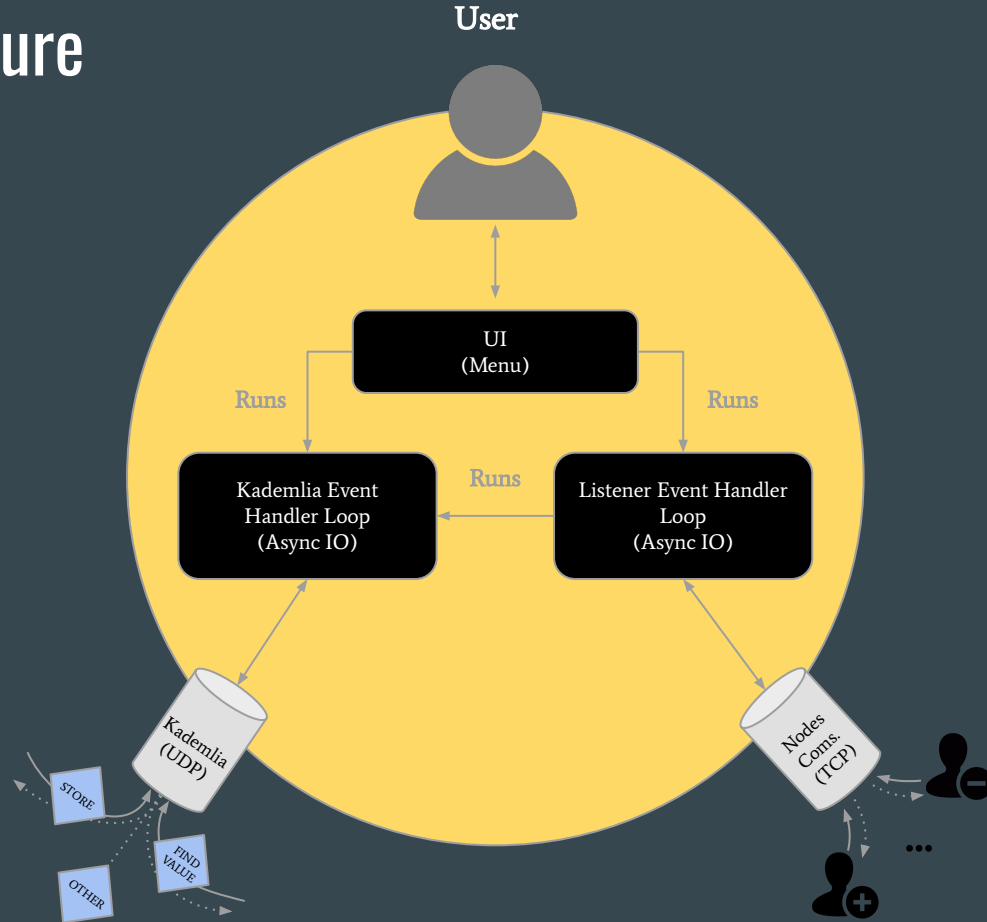 ure
User
UI
(Menu)
Runs
Runs
Kademlia Event
Handler Loop
(Async IO)
Runs
Listener Event Handler
Loop
(Async IO)
Kademlia
(UDP)
Nodes
Coms.
(TCP)
STORE
FIND
VALUE
OTHER
...